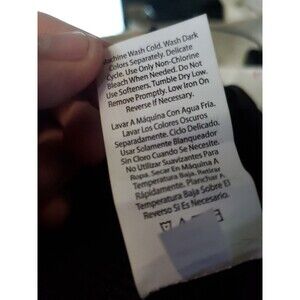 Machine Wash Cold. Wash Dark
Colors Separately. Delicate
Cycle. Use Only Non-Chlorine
Bleach When Needed. Do Not
Use Softeners. Tumble Dry Low.
Remove Promptly. Low Iron On
Reverse If Necessary.
Lavar A Máquina Con Agua Fria.
Lavar Los Colores Oscuros
Separadamente. Ciclo Delicado.
Usar Solamente Blanqueador
Sin Cloro Cuando Se Necesite.
No Utilizar Suavizantes Para
Ropa. Secar En Máquina A
Temperatura Baja. Retirar
Rápidamente. Planchar A
Temperatura Baja Sobre El
Reverso Si Es Necesario.